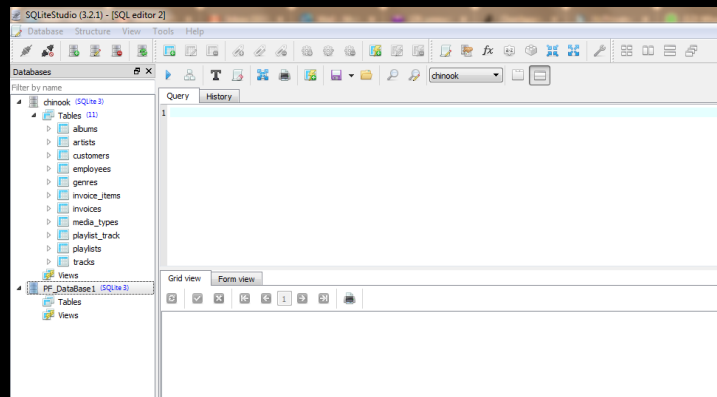 SQLiteStudio (3.2.1) - [SQL editor 2]
Database Structure View Tools Help
Databases
Filter by name
chinook (SQLite 3)
Tables (11)
albums
artists
customers
employees
genres
invoice_items
invoices
media_types
playlist_track
playlists
tracks
Views
PF_DataBase1 (SQLite 3)
Tables
Views
chinook
Query History
1
Grid view Form view
1